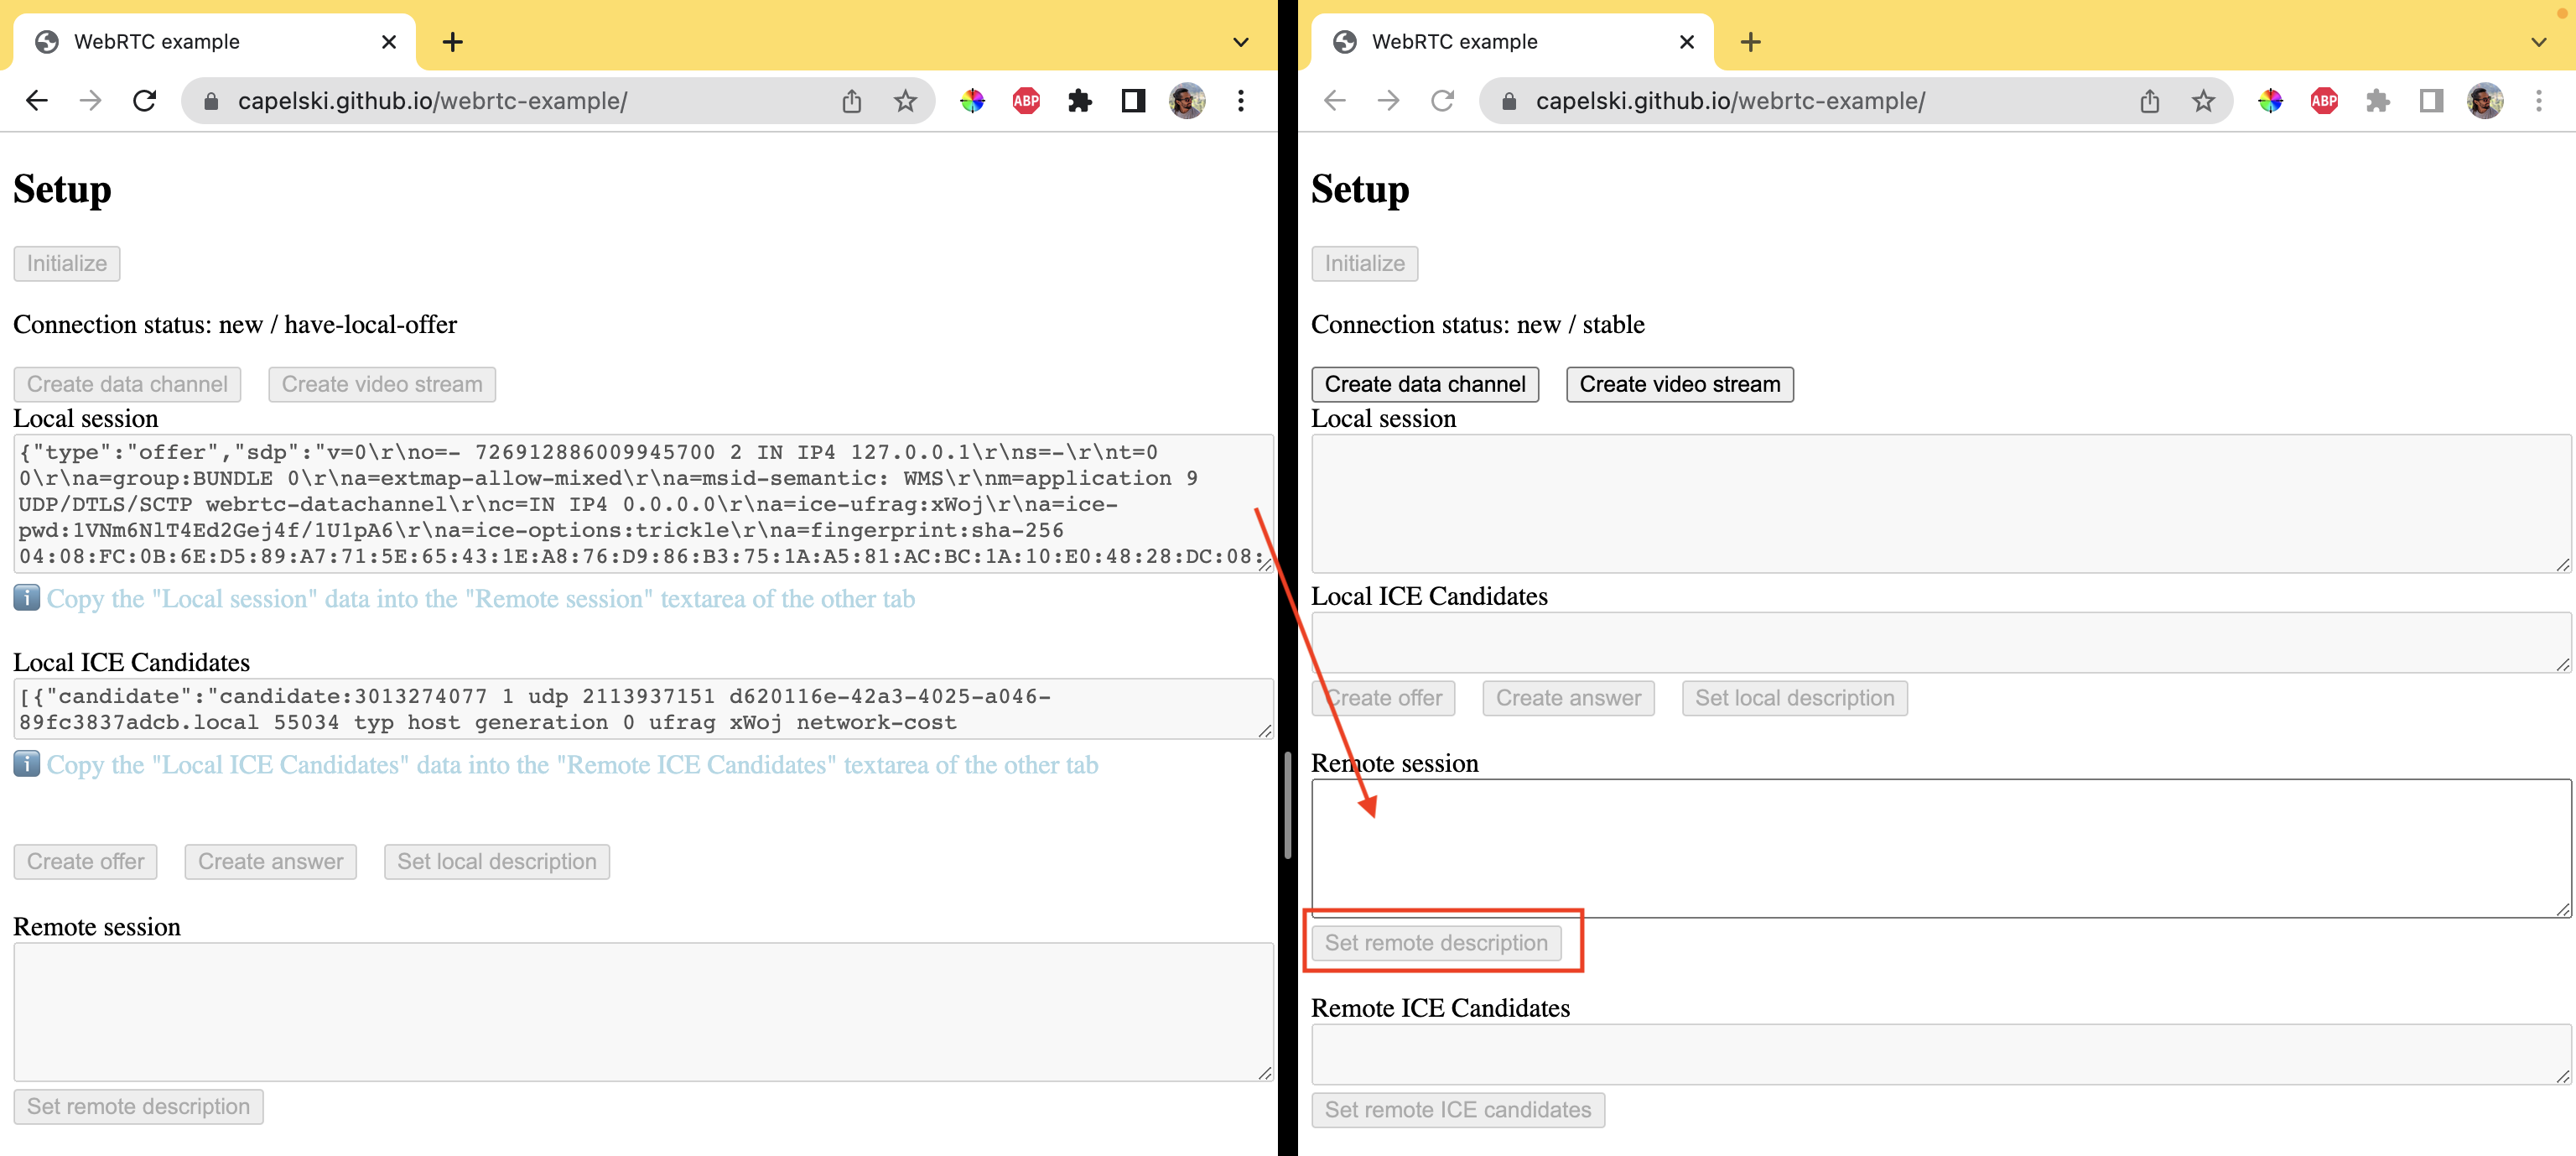 WebRTC example
capelski.github.io/webrtc-example/
ABP
Setup
Initialize
Connection status: new / have-local-offer
Create data channel
Create video stream
Local session
{"type":"offer","sdp":"v=0\r\no=- 726912886009945700 2 IN IP4 127.0.0.1\r\ns=-\r\nt=0
0\r\na=group:BUNDLE 0\r\na=extmap-allow-mixed\r\na=msid-semantic: WMS\r\nm=application 9
UDP/DTLS/SCTP webrtc-datachannel\r\nc=IN IP4 0.0.0.0\r\na=ice-ufrag:xWoj\r\na=ice-
pwd:1VNm6NlT4Ed2Gej4f/1U1pA6\r\na=ice-options:trickle\r\na=fingerprint:sha-256
04:08:FC:0B:6E:D5:89:A7:71:5E:65:43:1E:A8:76:D9:86:B3:75:1A:A5:81:AC:BC:1A:10:E0:48:28:DC:08:
Copy the "Local session" data into the "Remote session" textarea of the other tab
Local ICE Candidates
[{"candidate":"candidate:3013274077 1 udp 2113937151 d620116e-42a3-4025-a046-
89fc3837adcb.local 55034 typ host generation 0 ufrag xWoj network-cost
Copy the "Local ICE Candidates" data into the "Remote ICE Candidates" textarea of the other tab
Create offer
Create answer
Set local description
Remote session
Set remote description
WebRTC example
capelski.github.io/webrtc-example/
ABP
Setup
Initialize
Connection status: new / stable
Create data channel
Create video stream
Local session
Local ICE Candidates
Create offer
Create answer
Set local description
Remote session
Set remote description
Remote ICE Candidates
Set remote ICE candidates